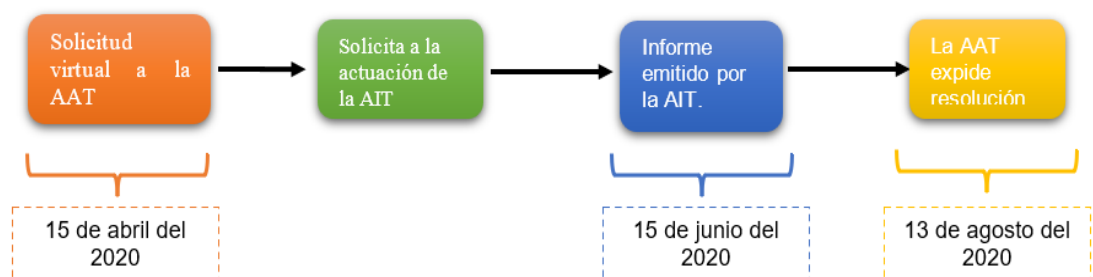 Solicitud
virtual a la
AAT
Solicita a la
actuación de
la AIT
Informe
emitido por
la AIT.
La AAT
expide
resolución
15 de abril del
2020
15 de junio del
2020
13 de agosto del
2020